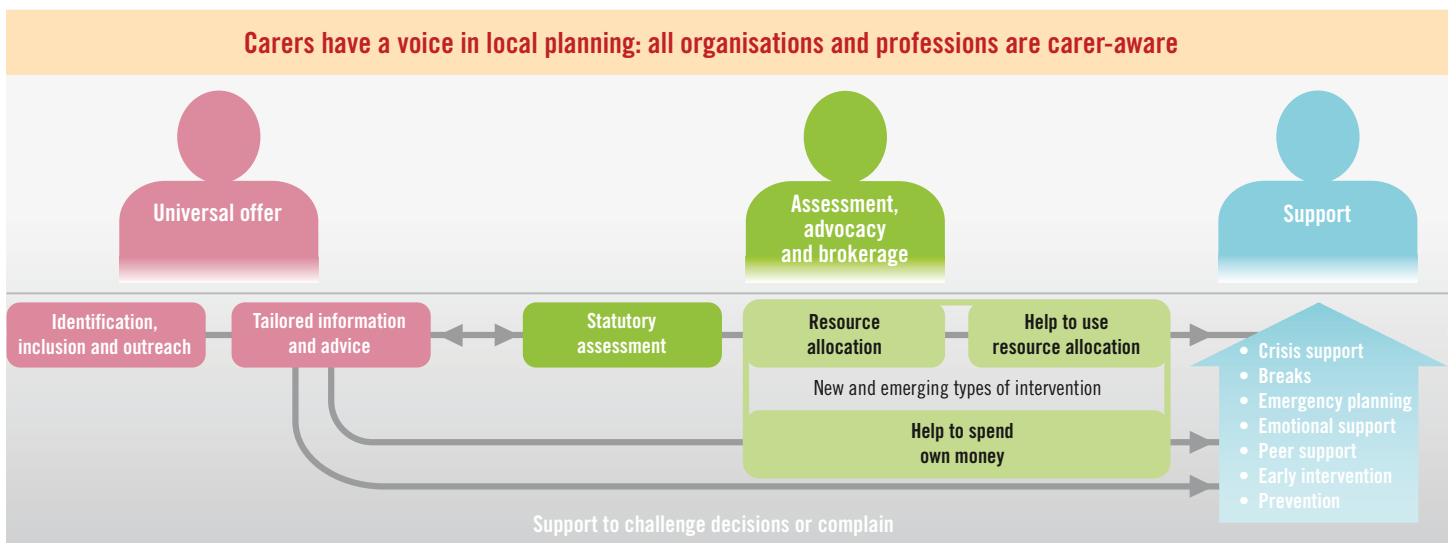 Carers have a voice in local planning: all organisations and professions are carer-aware
Universal offer
Assessment,
advocacy
and brokerage
Support
Identification,
inclusion and outreach
Tailored information
and advice
Statutory
assessment
Resource
allocation
Help to use
resource allocation
New and emerging types of intervention
Help to spend
own money
• Crisis support
• Breaks
• Emergency planning
• Emotional support
• Peer support
• Early intervention
• Prevention
Support to challenge decisions or complain